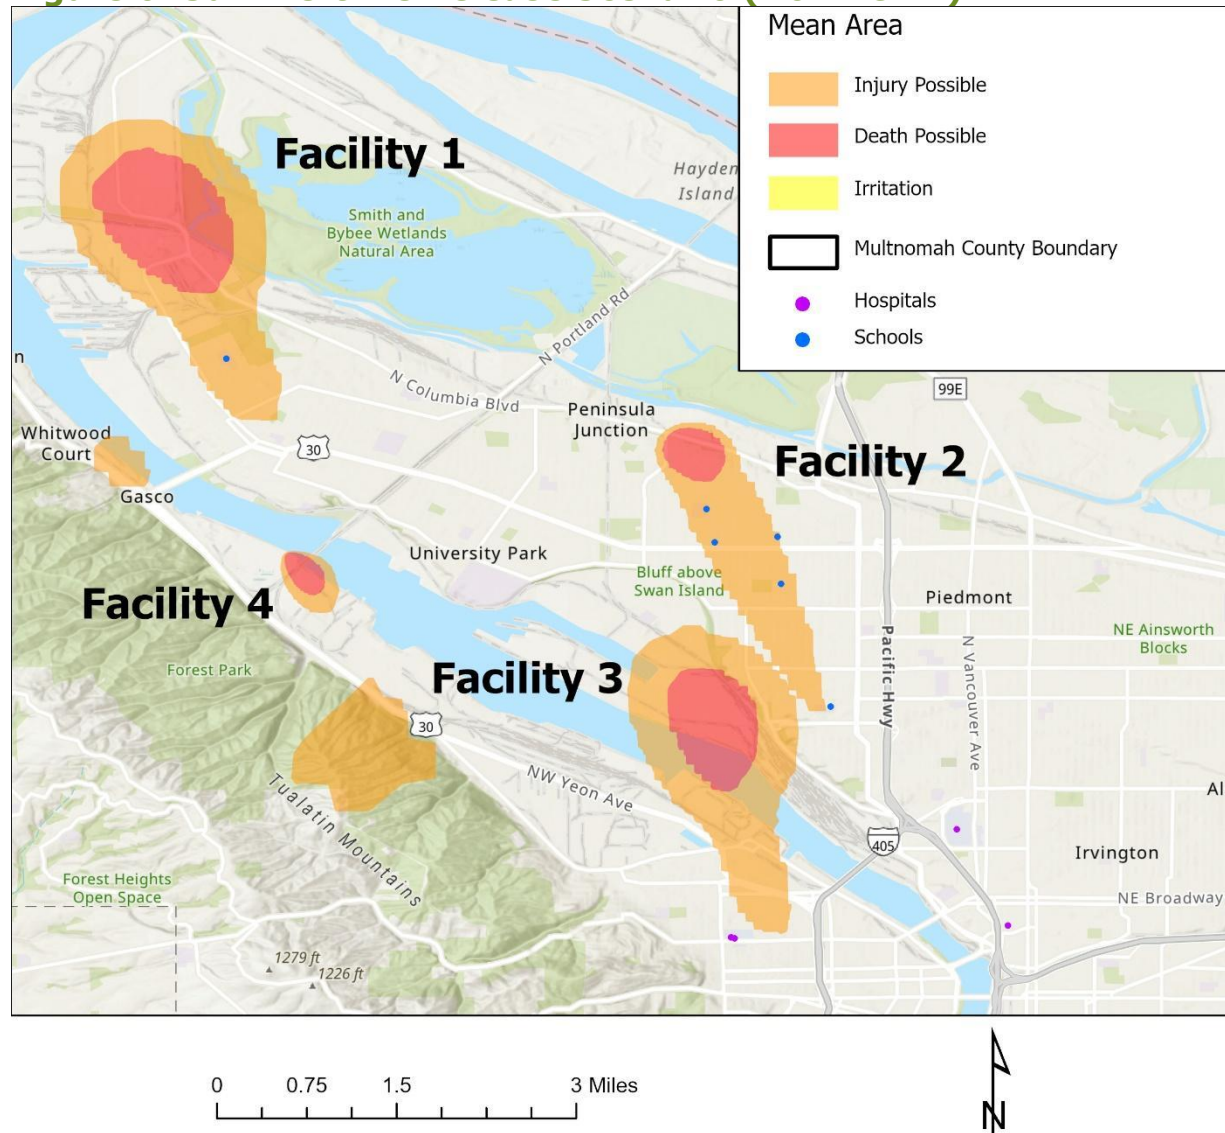 Mean Area
Injury Possible
Death Possible
Irritation
Multnomah County Boundary
Hospitals
Schools
Facility 1
Hayden
Island
Smith and
Bybee Wetlands
Natural Area
N Portland Rd
n
N Columbia Blvd
99E
Peninsula
Junction
Whitwood
Court
30
Facility 2
Gasco
University Park
Bluff above
Swan Island
Piedmont
Facility 4
NE Ainsworth
Blocks
Pacific Hwy
N Vancouver Ave
Forest Park
Facility 3
30
NW Yeon Ave
Tualatin Mountains
Al
405
Irvington
Forest Heights
Open Space
NE Broadway
1279 ft
1226 ft
0 0.75 1.5 3 Miles
N